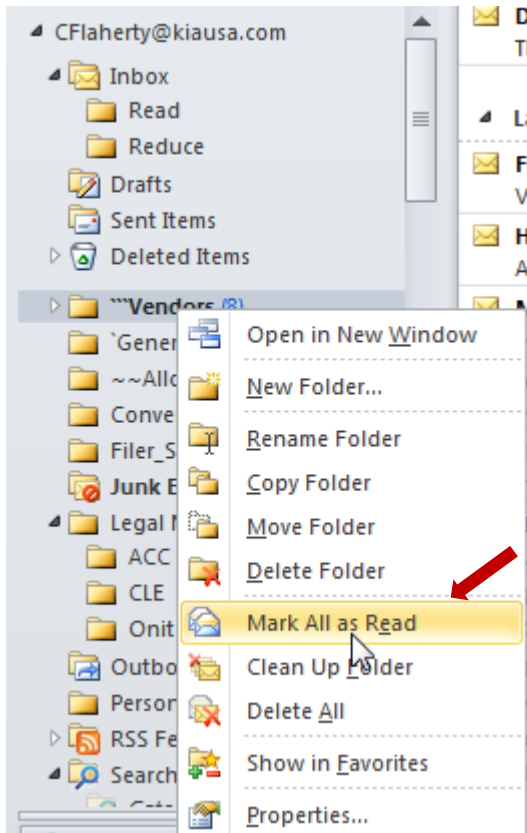 CFlaherty@kiausa.com
Inbox
Read
Reduce
Drafts
Sent Items
Deleted Items
```Vendors (8)
`Gener
~~Allo
Conve
Filer_S
Junk E
Legal
ACC
CLE
Onit
Outbo
Person
RSS Fe
Search
Open in New Window
New Folder...
Rename Folder
Copy Folder
Move Folder
Delete Folder
Mark All as Read
Clean Up Folder
Delete All
Show in Favorites
Properties...